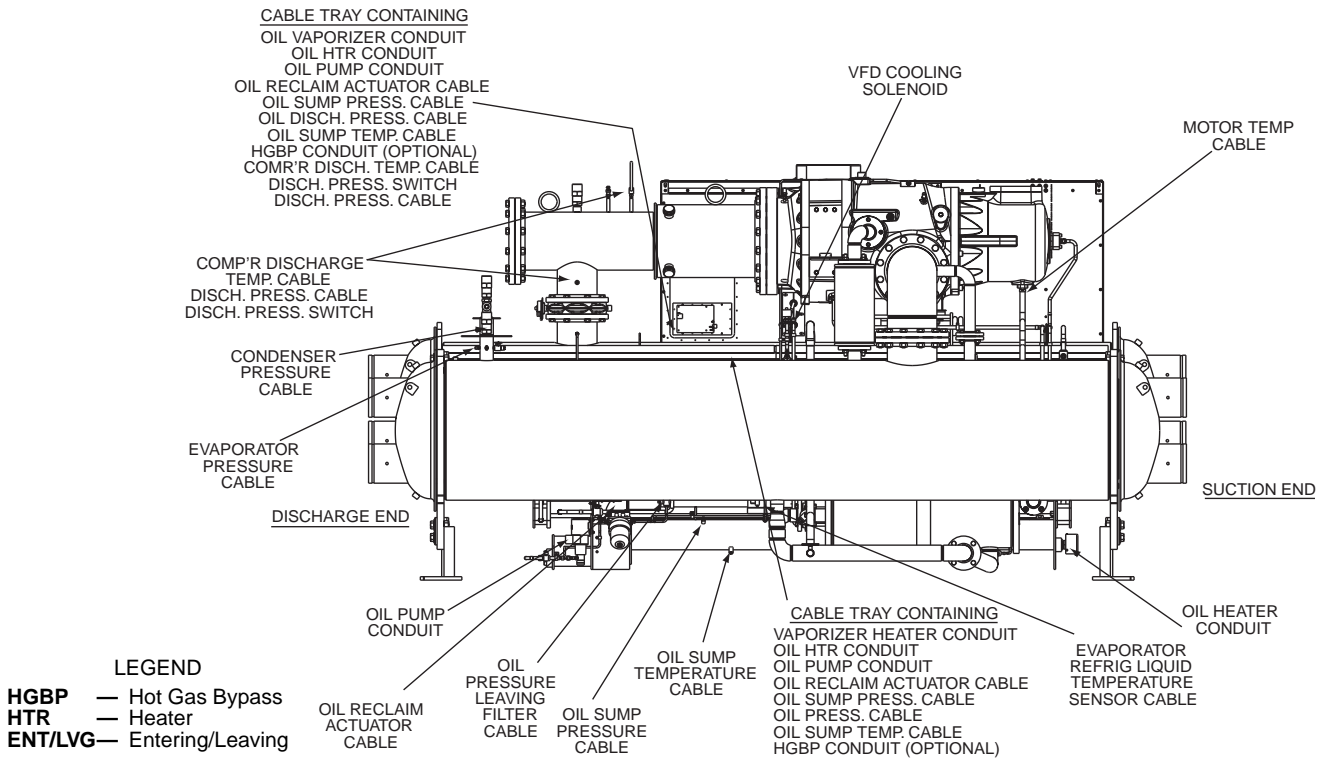 CABLE TRAY CONTAINING
OIL VAPORIZER CONDUIT
OIL HTR CONDUIT
OIL PUMP CONDUIT
OIL RECLAIM ACTUATOR CABLE
OIL SUMP PRESS. CABLE
OIL DISCH. PRESS. CABLE
OIL SUMP TEMP. CABLE
HGBP CONDUIT (OPTIONAL)
COMR'R DISCH. TEMP. CABLE
DISCH. PRESS. SWITCH
DISCH. PRESS. CABLE
VFD COOLING
SOLENOID
MOTOR TEMP
CABLE
COMP'R DISCHARGE
TEMP. CABLE
DISCH. PRESS. CABLE
DISCH. PRESS. SWITCH
CONDENSER
PRESSURE
CABLE
EVAPORATOR
PRESSURE
CABLE
DISCHARGE END
SUCTION END
OIL PUMP
CONDUIT
OIL RECLAIM
ACTUATOR
CABLE
OIL
PRESSURE
LEAVING
FILTER
CABLE
OIL SUMP
PRESSURE
CABLE
OIL SUMP
TEMPERATURE
CABLE
CABLE TRAY CONTAINING
VAPORIZER HEATER CONDUIT
OIL HTR CONDUIT
OIL PUMP CONDUIT
OIL RECLAIM ACTUATOR CABLE
OIL SUMP PRESS. CABLE
OIL PRESS. CABLE
OIL SUMP TEMP. CABLE
HGBP CONDUIT (OPTIONAL)
EVAPORATOR
REFRIG LIQUID
TEMPERATURE
SENSOR CABLE
OIL HEATER
CONDUIT
LEGEND
HGBP — Hot Gas Bypass
HTR — Heater
ENT/LVG— Entering/Leaving